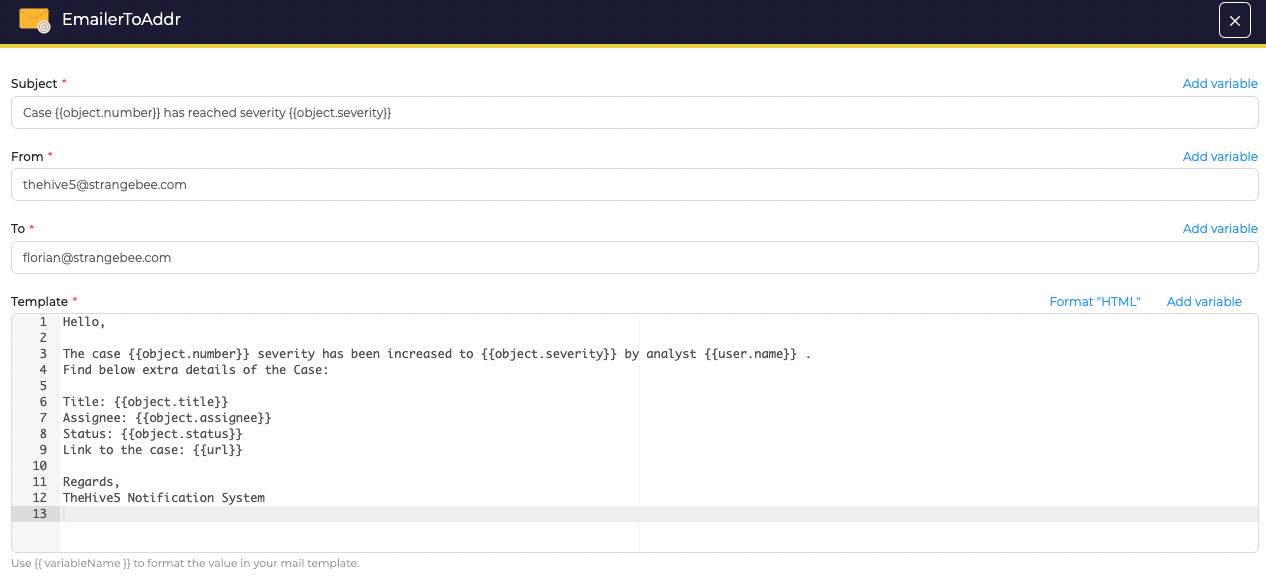 EmailerToAddr
Subject * Add variable
Case {{object.number}} has reached severity {{object.severity}}
From * Add variable
thehive5@strangebee.com
To * Add variable
florian@strangebee.com
Template * Format "HTML" Add variable
1 Hello,
2
3 The case {{object.number}} severity has been increased to {{object.severity}} by analyst {{user.name}} .
4 Find below extra details of the Case:
5
6 Title: {{object.title}}
7 Assignee: {{object.assignee}}
8 Status: {{object.status}}
9 Link to the case: {{url}}
10
11 Regards,
12 TheHive5 Notification System
13
Use {{ variableName }} to format the value in your mail template.